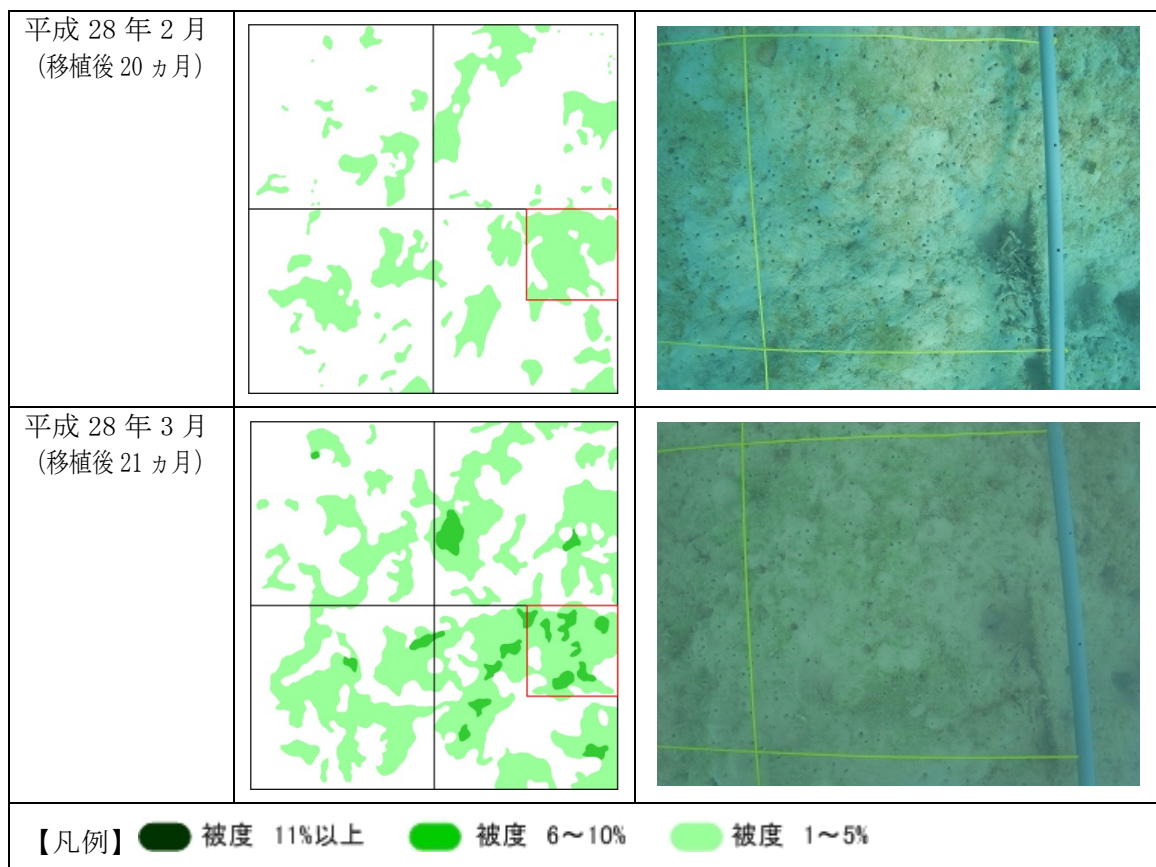 平成 28 年 2 月
（移植後 20 ヵ月）
平成 28 年 3 月
（移植後 21 ヵ月）
【凡例】 被度 11%以上 被度 6～10% 被度 1～5%